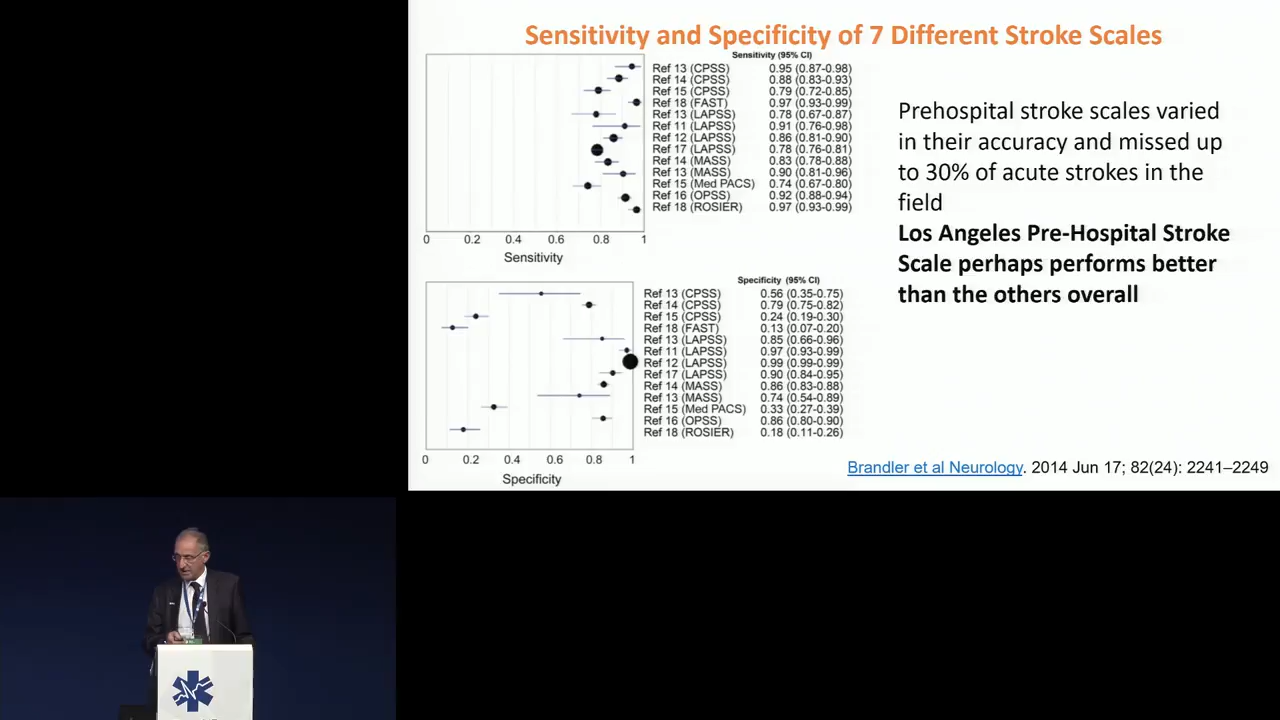 Sensitivity and Specificity of 7 Different Stroke Scales
Sensitivity (95% CI)
Ref 13 (CPSS) 0.95 (0.87-0.98)
Ref 14 (CPSS) 0.88 (0.83-0.93)
Ref 15 (CPSS) 0.79 (0.72-0.85)
Ref 18 (FAST) 0.97 (0.93-0.99)
Ref 13 (LAPSS) 0.78 (0.67-0.87)
Ref 11 (LAPSS) 0.91 (0.76-0.98)
Ref 12 (LAPSS) 0.86 (0.81-0.90)
Ref 17 (LAPSS) 0.78 (0.76-0.81)
Ref 14 (MASS) 0.83 (0.78-0.88)
Ref 13 (MASS) 0.90 (0.81-0.96)
Ref 15 (Med PACS) 0.74 (0.67-0.80)
Ref 16 (OPSS) 0.92 (0.88-0.94)
Ref 18 (ROSIER) 0.97 (0.93-0.99)
0 0.2 0.4 0.6 0.8 1
Sensitivity
Specificity (95% CI)
Ref 13 (CPSS) 0.56 (0.35-0.75)
Ref 14 (CPSS) 0.79 (0.75-0.82)
Ref 15 (CPSS) 0.24 (0.19-0.30)
Ref 18 (FAST) 0.13 (0.07-0.20)
Ref 13 (LAPSS) 0.85 (0.66-0.96)
Ref 11 (LAPSS) 0.97 (0.93-0.99)
Ref 12 (LAPSS) 0.99 (0.99-0.99)
Ref 17 (LAPSS) 0.90 (0.84-0.95)
Ref 14 (MASS) 0.86 (0.83-0.88)
Ref 13 (MASS) 0.74 (0.54-0.89)
Ref 15 (Med PACS) 0.33 (0.27-0.39)
Ref 16 (OPSS) 0.86 (0.80-0.90)
Ref 18 (ROSIER) 0.18 (0.11-0.26)
0 0.2 0.4 0.6 0.8 1
Specificity
Prehospital stroke scales varied
in their accuracy and missed up
to 30% of acute strokes in the
field
Los Angeles Pre-Hospital Stroke
Scale perhaps performs better
than the others overall
Brandler et al Neurology. 2014 Jun 17; 82(24): 2241–2249